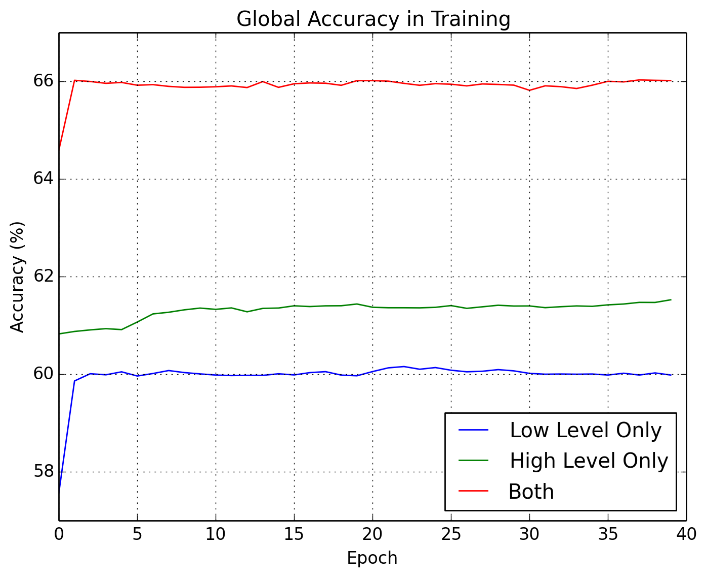 Global Accuracy in Training
Accuracy (%)
66
64
62
60
58
Low Level Only
High Level Only
Both
0 5 10 15 20 25 30 35 40
Epoch